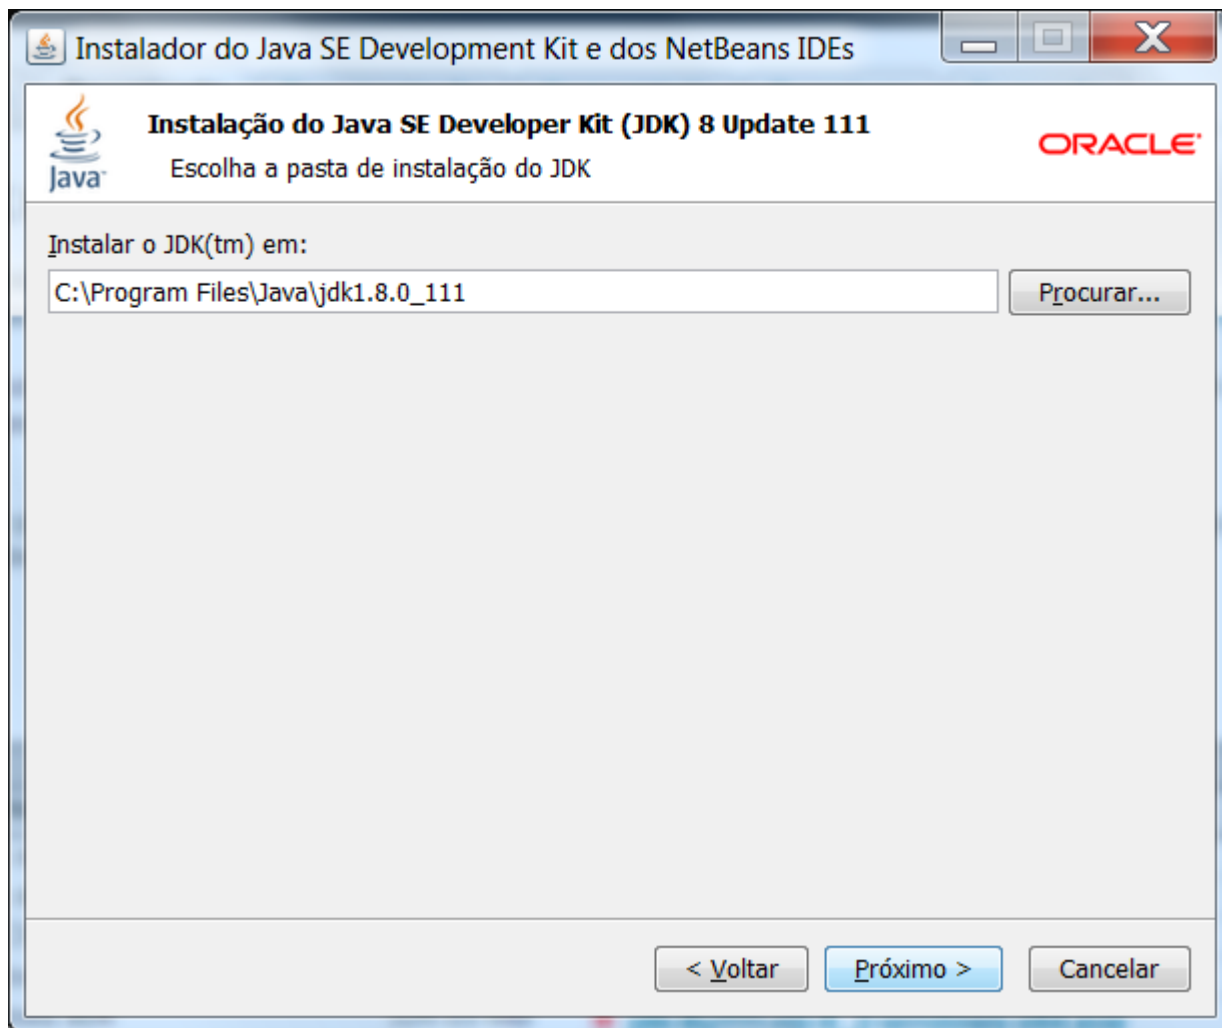 Instalador do Java SE Development Kit e dos NetBeans IDEs
Instalação do Java SE Developer Kit (JDK) 8 Update 111
Escolha a pasta de instalação do JDK
Java
ORACLE
Instalar o JDK(tm) em:
C:\Program Files\Java\jdk1.8.0_111
Procurar...
< Voltar
Próximo >
Cancelar